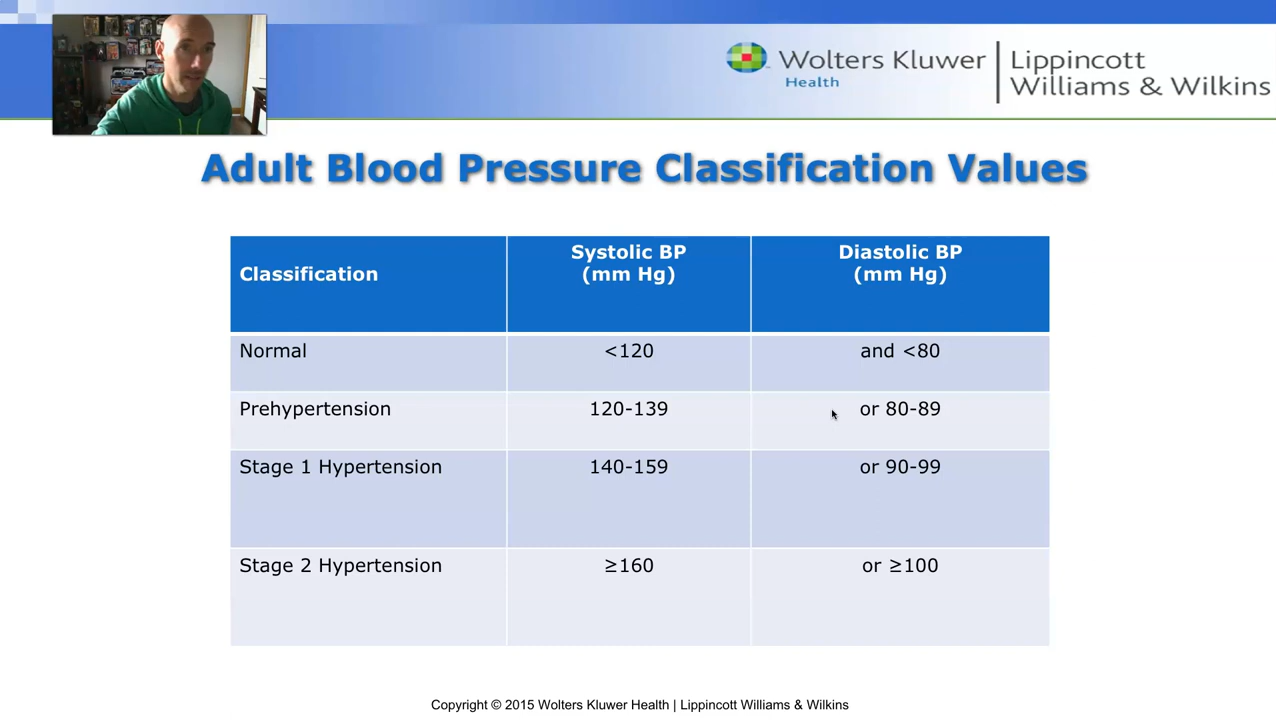 Wolters Kluwer
Health
Lippincott
Williams & Wilkins
Adult Blood Pressure Classification Values
Classification
Systolic BP
(mm Hg)
Diastolic BP
(mm Hg)
Normal <120 and <80
Prehypertension 120-139 or 80-89
Stage 1 Hypertension 140-159 or 90-99
Stage 2 Hypertension ≥160 or ≥100
Copyright © 2015 Wolters Kluwer Health | Lippincott Williams & Wilkins